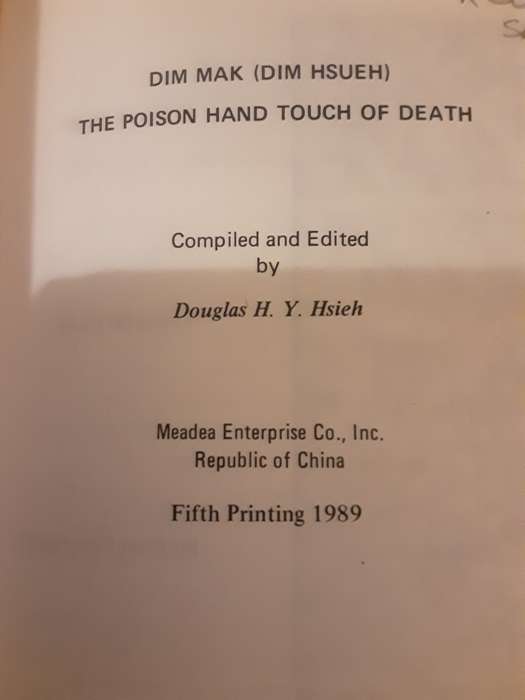 DIM MAK (DIM HSUEH)
THE POISON HAND TOUCH OF DEATH
Compiled and Edited
by
Douglas H. Y. Hsieh
Meadea Enterprise Co., Inc.
Republic of China
Fifth Printing 1989